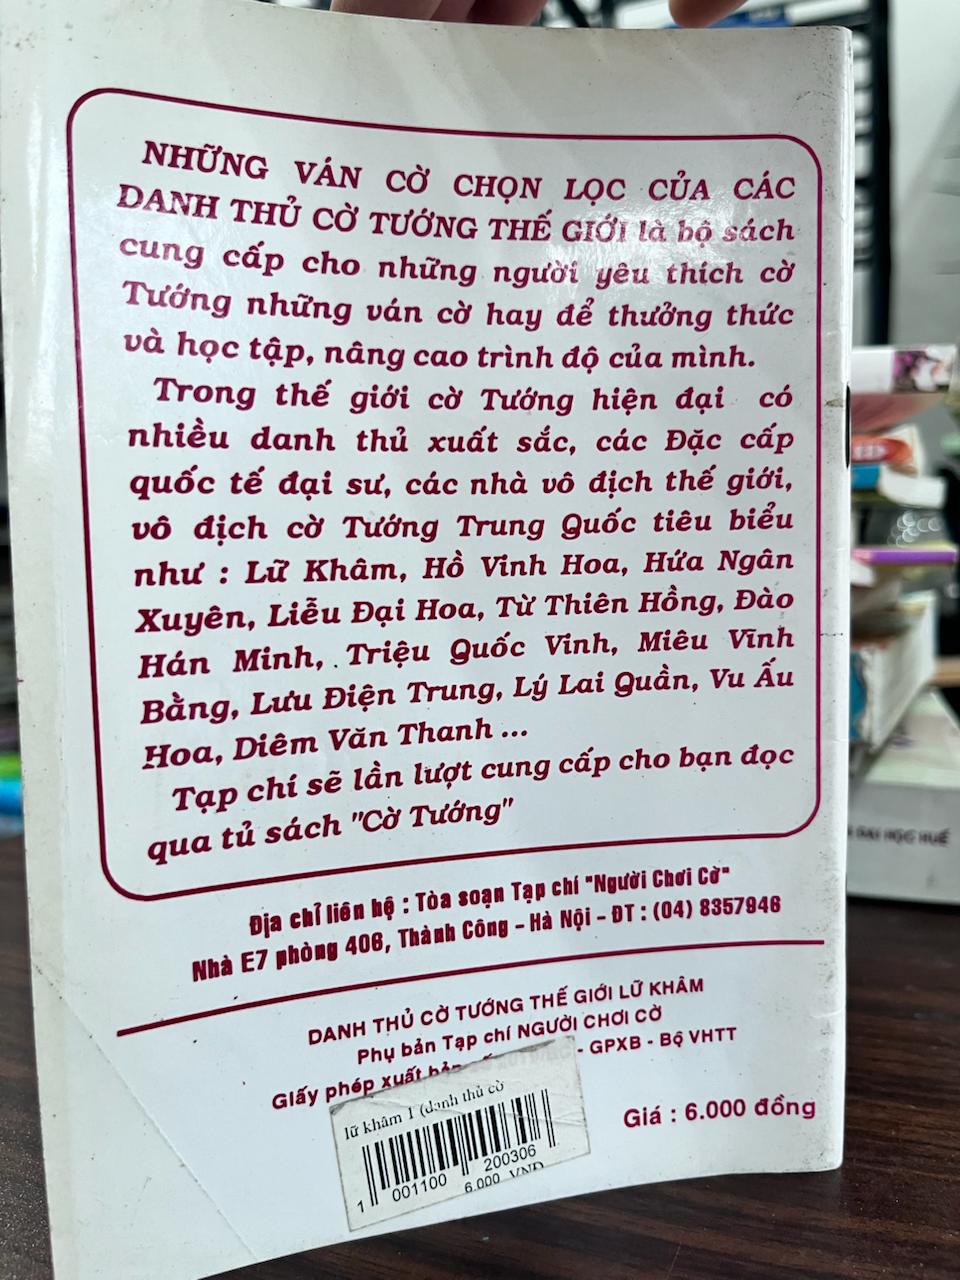 NHỮNG VÁN CỜ CHỌN LỌC CỦA CÁC
DANH THỦ CỜ TƯỚNG THẾ GIỚI là bộ sách
cung cấp cho những người yêu thích cờ
Tướng những ván cờ hay để thưởng thức
và học tập, nâng cao trình độ của mình.
Trong thế giới cờ Tướng hiện đại có
nhiều danh thủ xuất sắc, các Đặc cấp
quốc tế đại sư, các nhà vô địch thế giới,
vô địch cờ Tướng Trung Quốc tiêu biểu
như : Lữ Khâm, Hồ Vinh Hoa, Hứa Ngân
Xuyên, Liễu Đại Hoa, Từ Thiên Hồng, Đào
Hán Minh, Triệu Quốc Vinh, Miêu Vĩnh
Bằng, Lưu Điện Trung, Lý Lai Quần, Vu Ấu
Hoa, Diêm Văn Thanh ...
Tạp chí sẽ lần lượt cung cấp cho bạn đọc
qua tủ sách "Cờ Tướng"
Địa chỉ liên hệ : Tòa soạn Tạp chí "Người Chơi Cờ"
Nhà E7 phòng 406, Thành Công - Hà Nội - ĐT : (04) 8357946
DANH THỦ CỜ TƯỚNG THẾ GIỚI LỮ KHÂM
Phụ bản Tạp chí NGƯỜI CHƠI CỜ
Giấy phép xuất bản - GPXB - Bộ VHTT
Giá : 6.000 đồng
lữ khâm 1 (danh thủ cờ
1 001100 200306
6.000 VND
ĐẠI HỌC HUẾ